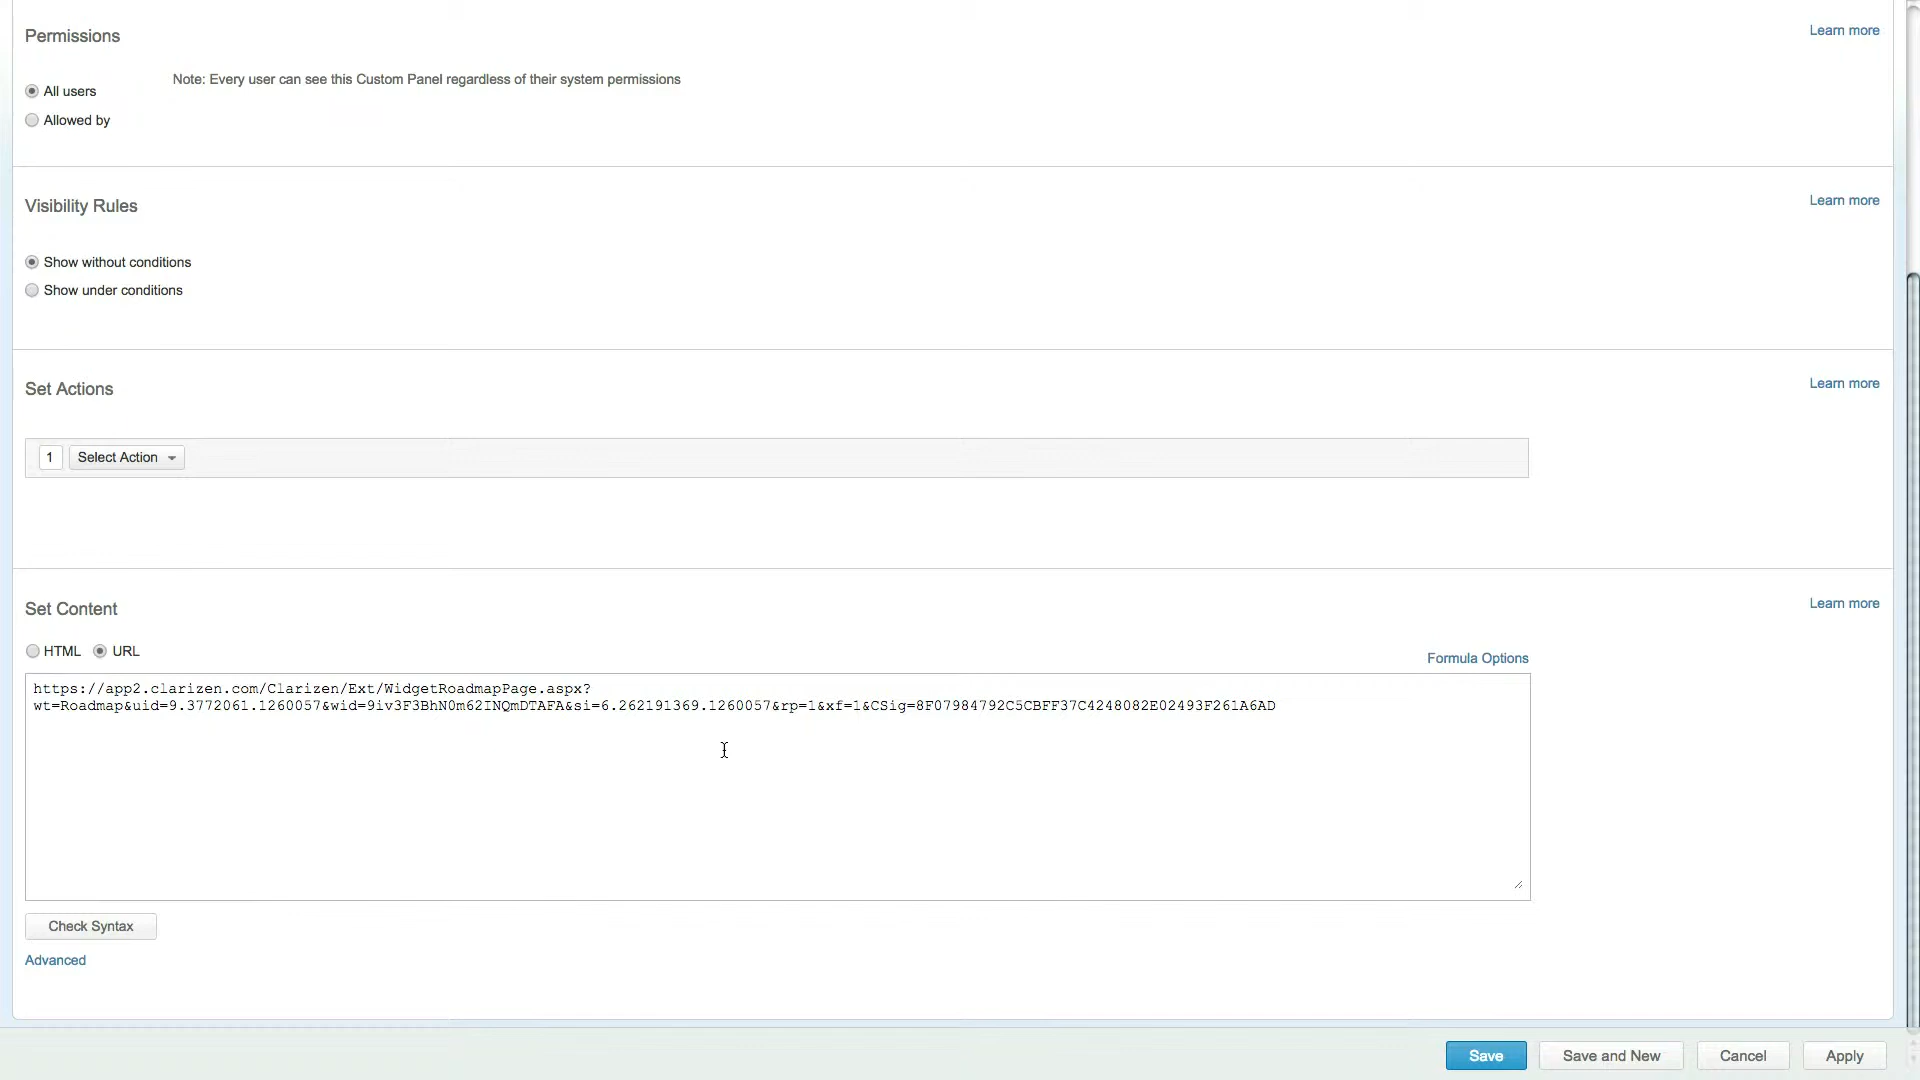 Permissions
Learn more
Note: Every user can see this Custom Panel regardless of their system permissions
All users
Allowed by
Visibility Rules
Learn more
Show without conditions
Show under conditions
Set Actions
Learn more
1 Select Action
Set Content
Learn more
HTML URL
Formula Options
https://app2.clarizen.com/Clarizen/Ext/WidgetRoadmapPage.aspx?
wt=Roadmap&uid=9.3772061.1260057&wid=9iv3F3BhN0m62INQmDTAFA&si=6.262191369.1260057&rp=1&xf=1&CSig=8F07984792C5CBFF37C4248082E02493F261A6AD
Check Syntax
Advanced
Save Save and New Cancel Apply